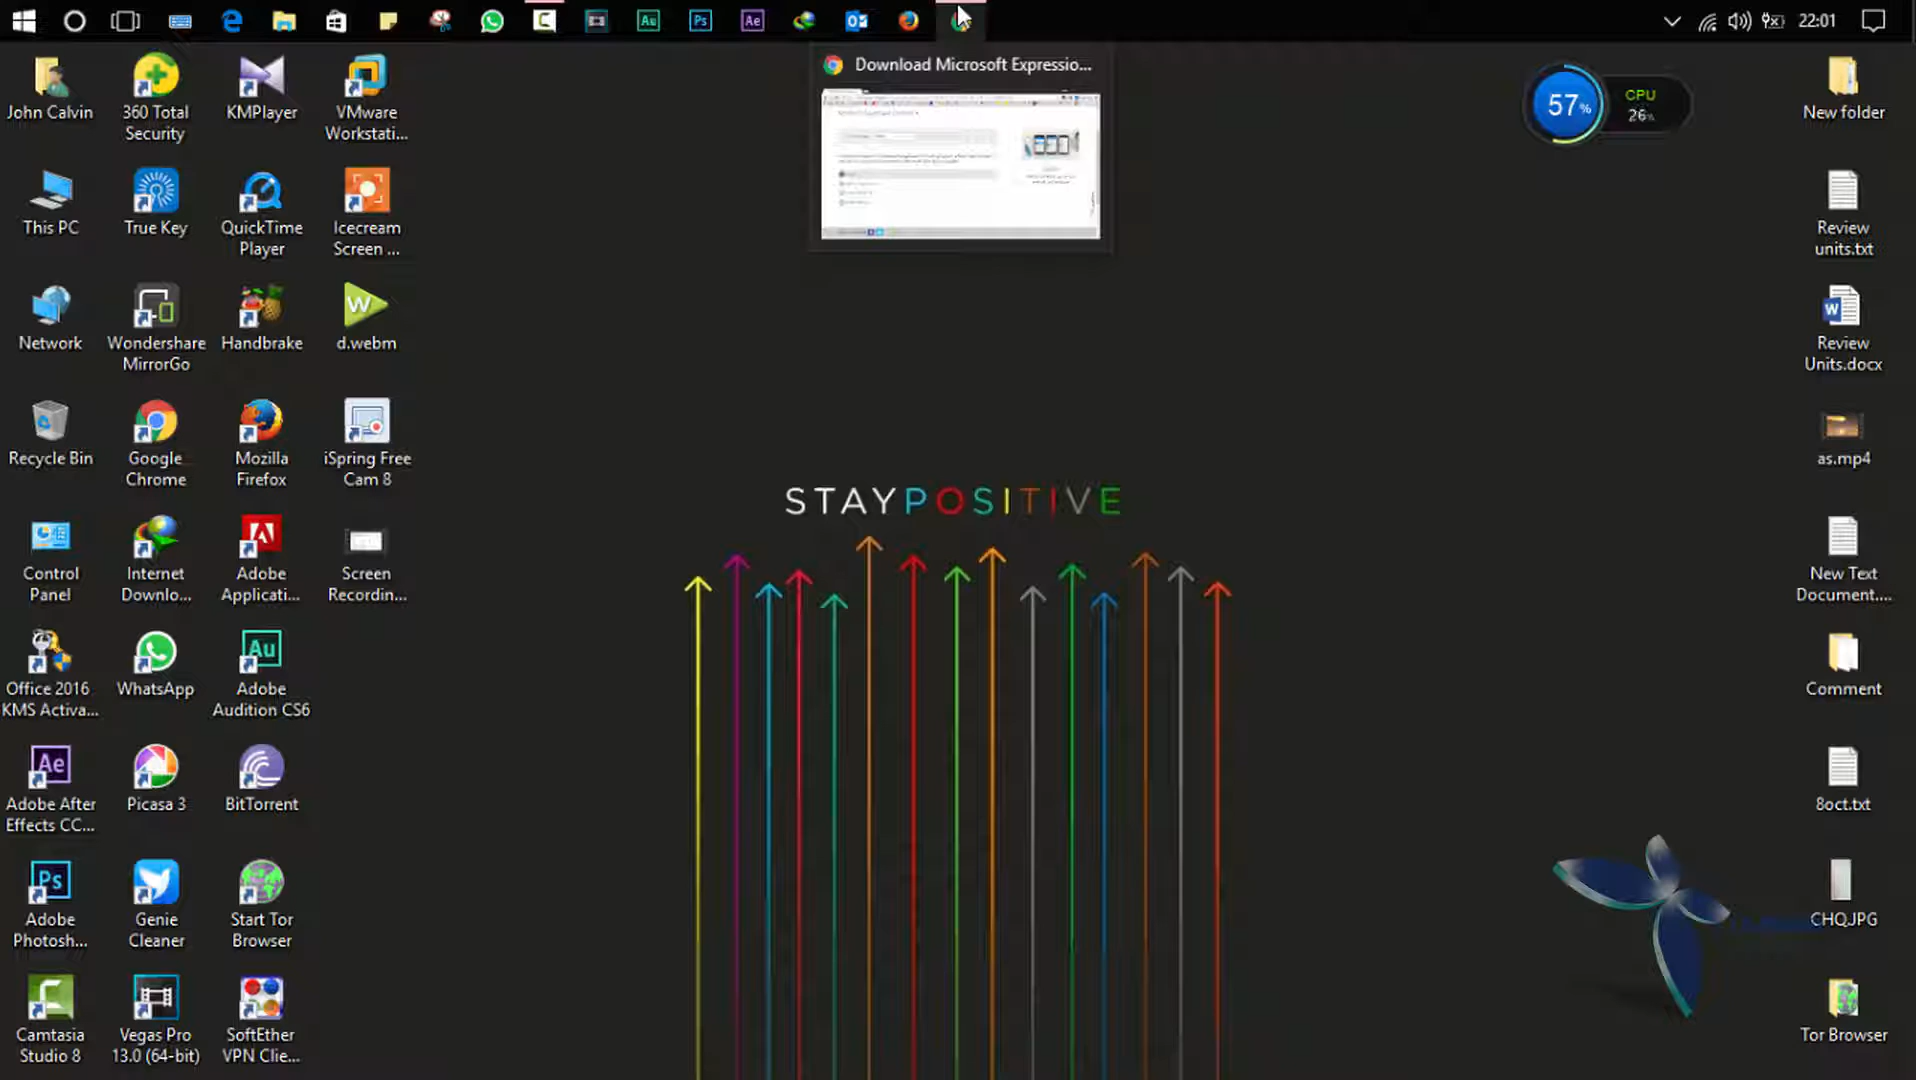 22:01
Download Microsoft Expressio...
57%
CPU
26%
John Calvin
360 Total
Security
KMPlayer
VMware
Workstati...
New folder
This PC
True Key
QuickTime
Player
Icecream
Screen ...
Review
units.txt
Network
Wondershare
MirrorGo
Handbrake
d.webm
Review
Units.docx
Recycle Bin
Google
Chrome
Mozilla
Firefox
iSpring Free
Cam 8
as.mp4
STAYPOSITIVE
Control
Panel
Internet
Downlo...
Adobe
Applicati...
Screen
Recordin...
New Text
Document....
Office 2016
KMS Activa...
WhatsApp
Au
Adobe
Audition CS6
Comment
Ae
Adobe After
Effects CC...
Picasa 3
BitTorrent
8oct.txt
Ps
Adobe
Photosh...
Genie
Cleaner
Start Tor
Browser
CHQ.JPG
Camtasia
Studio 8
Vegas Pro
13.0 (64-bit)
SoftEther
VPN Clie...
Tor Browser